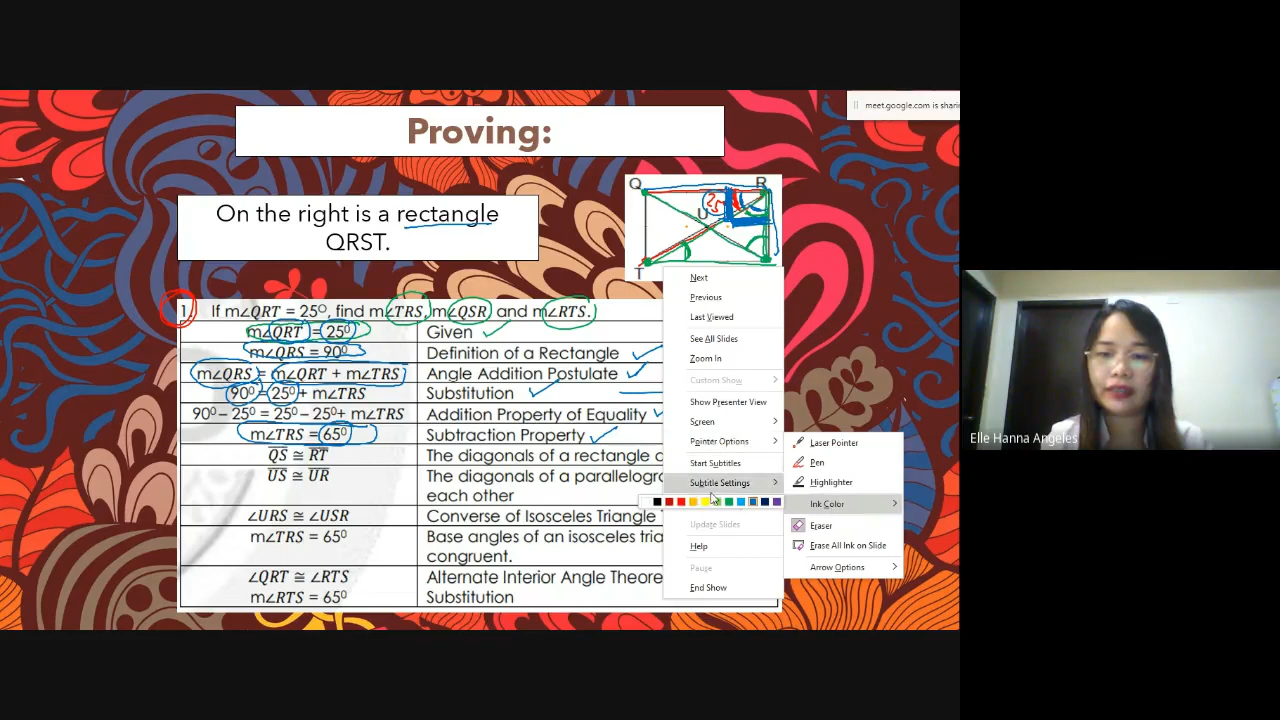 Proving:
meet.google.com is sharin
On the right is a rectangle
QRST.
Q R
25
U
T
1. If m∠QRT = 25⁰, find m∠TRS, m∠QSR and m∠RTS.
m∠QRT = 25⁰ Given
m∠QRS = 90⁰ Definition of a Rectangle
m∠QRS = m∠QRT + m∠TRS Angle Addition Postulate
90⁰ = 25⁰ + m∠TRS Substitution
90⁰ – 25⁰ = 25⁰ – 25⁰+ m∠TRS Addition Property of Equality
m∠TRS = 65⁰ Subtraction Property
QS ≅ RT The diagonals of a rectangle
US ≅ UR The diagonals of a parallelogra
each other
∠URS ≅ ∠USR Converse of Isosceles Triangle
m∠TRS = 65⁰ Base angles of an isosceles tria
congruent.
∠QRT ≅ ∠RTS Alternate Interior Angle Theore
m∠RTS = 65⁰ Substitution
Next
Previous
Last Viewed
See All Slides
Zoom In
Custom Show
Show Presenter View
Screen
Pointer Options
Start Subtitles
Subtitle Settings
Update Slides
Help
Pause
End Show
Laser Pointer
Pen
Highlighter
Ink Color
Eraser
Erase All Ink on Slide
Arrow Options
Elle Hanna Angeles